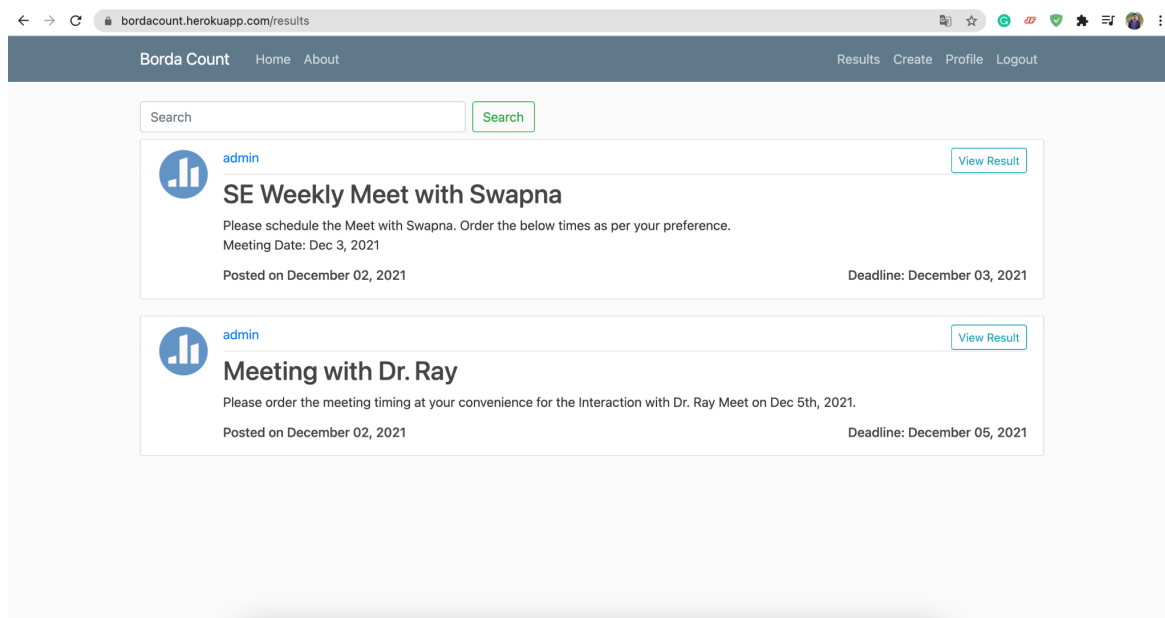 bordacount.herokuapp.com/results
Borda Count Home About Results Create Profile Logout
Search Search
admin View Result
SE Weekly Meet with Swapna
Please schedule the Meet with Swapna. Order the below times as per your preference.
Meeting Date: Dec 3, 2021
Posted on December 02, 2021 Deadline: December 03, 2021
admin View Result
Meeting with Dr. Ray
Please order the meeting timing at your convenience for the Interaction with Dr. Ray Meet on Dec 5th, 2021.
Posted on December 02, 2021 Deadline: December 05, 2021